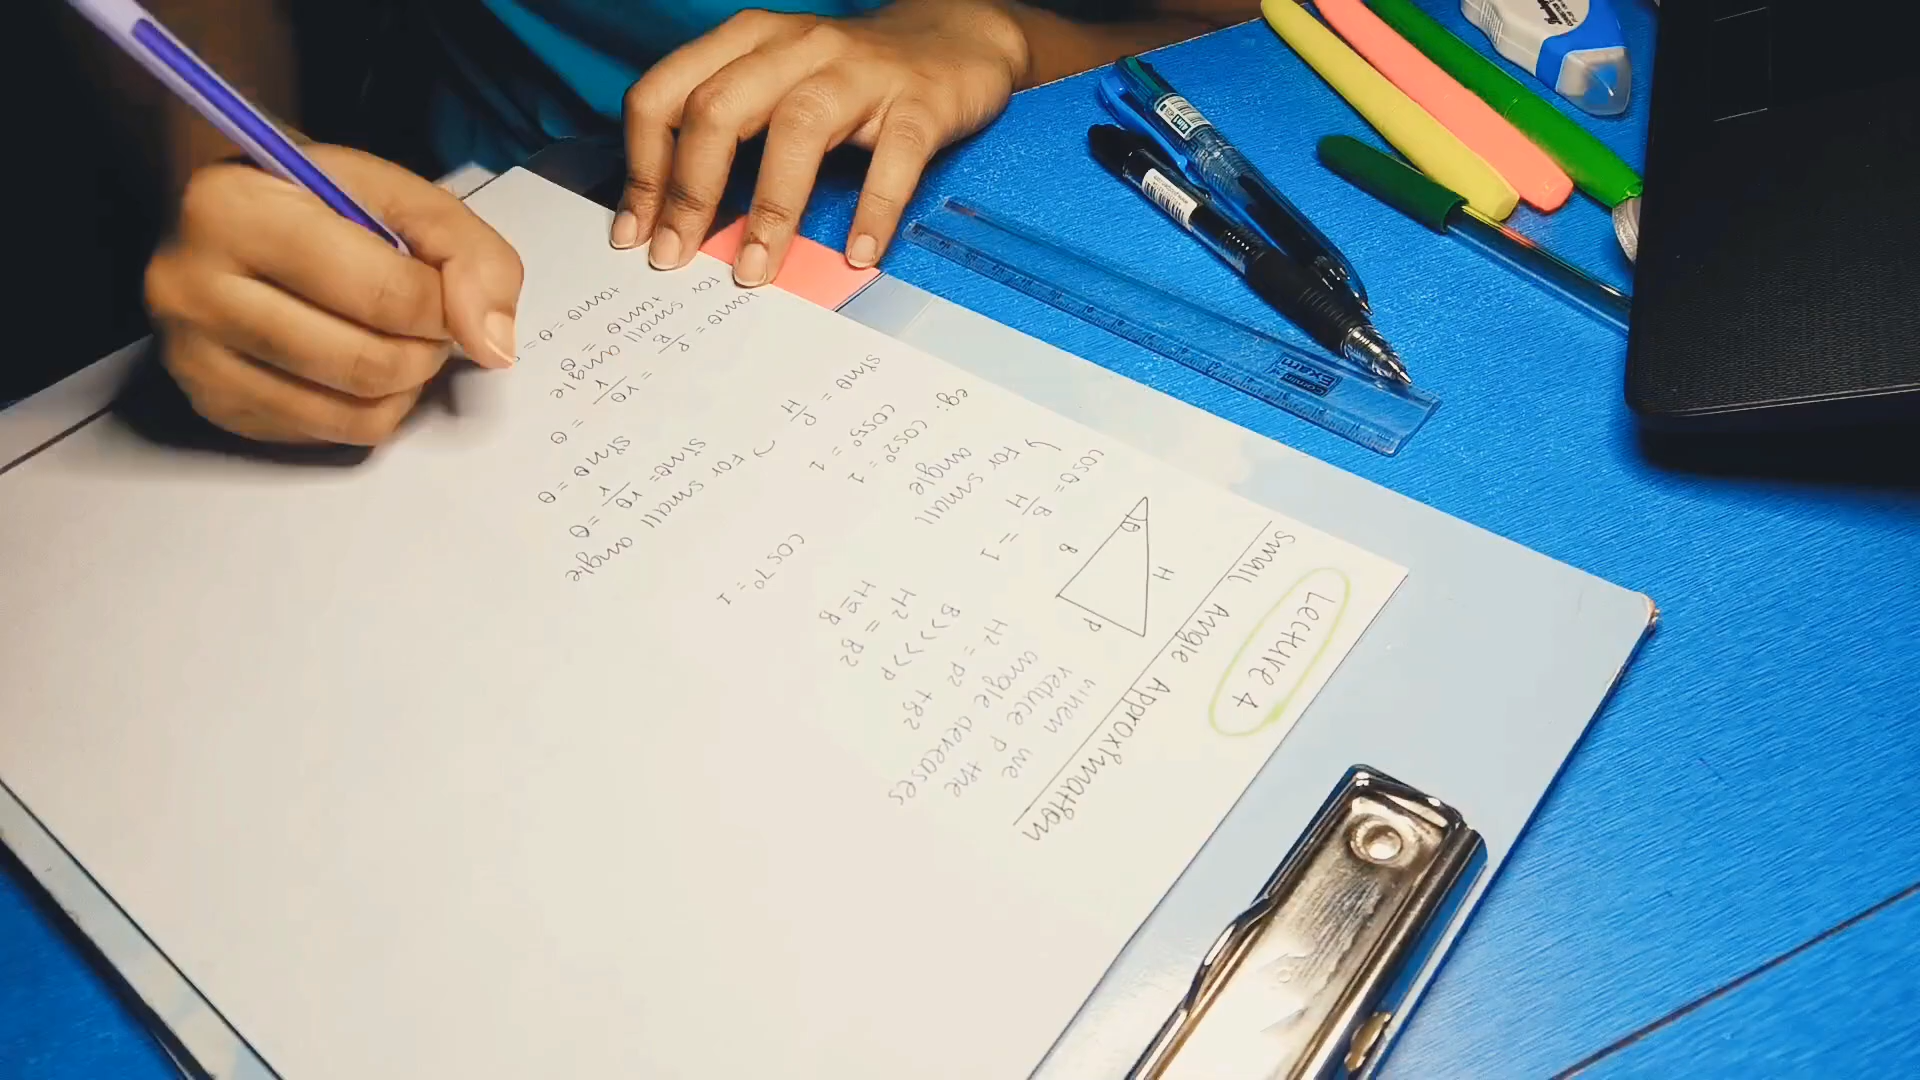 Lecture 4
Small Angle Approximation
θ
H
B
P
when we
reduce P the
angle decreases
H2 = P2 + B2
B>>>>>P
H2 = B2
H = B
cosθ = B/H = 1
For small
angle
eg:
cos2° = 1
cos5° = 1
cos7° = 1
sinθ = P/H
For small angle
sinθ = rθ/r = θ
sinθ = θ
tanθ = P/B = rθ/r = θ
For small angle
tanθ = θ
tanθ = θ =